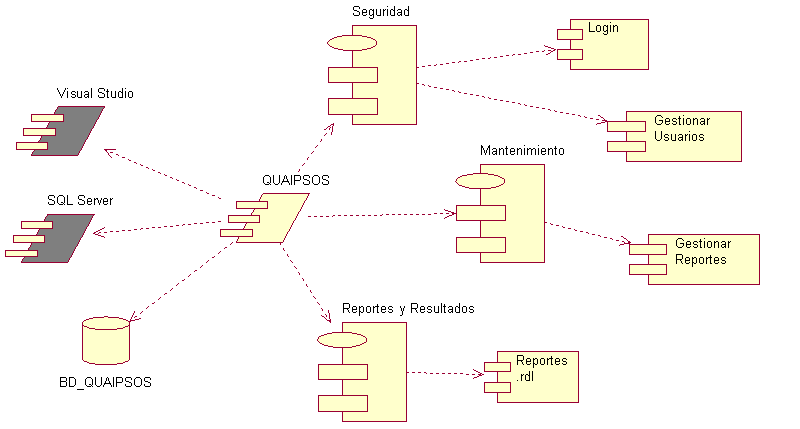 Seguridad
Login
Visual Studio
Gestionar
Usuarios
Mantenimiento
QUAIPSOS
SQL Server
Gestionar
Reportes
Reportes y Resultados
Reportes
.rdl
BD_QUAIPSOS